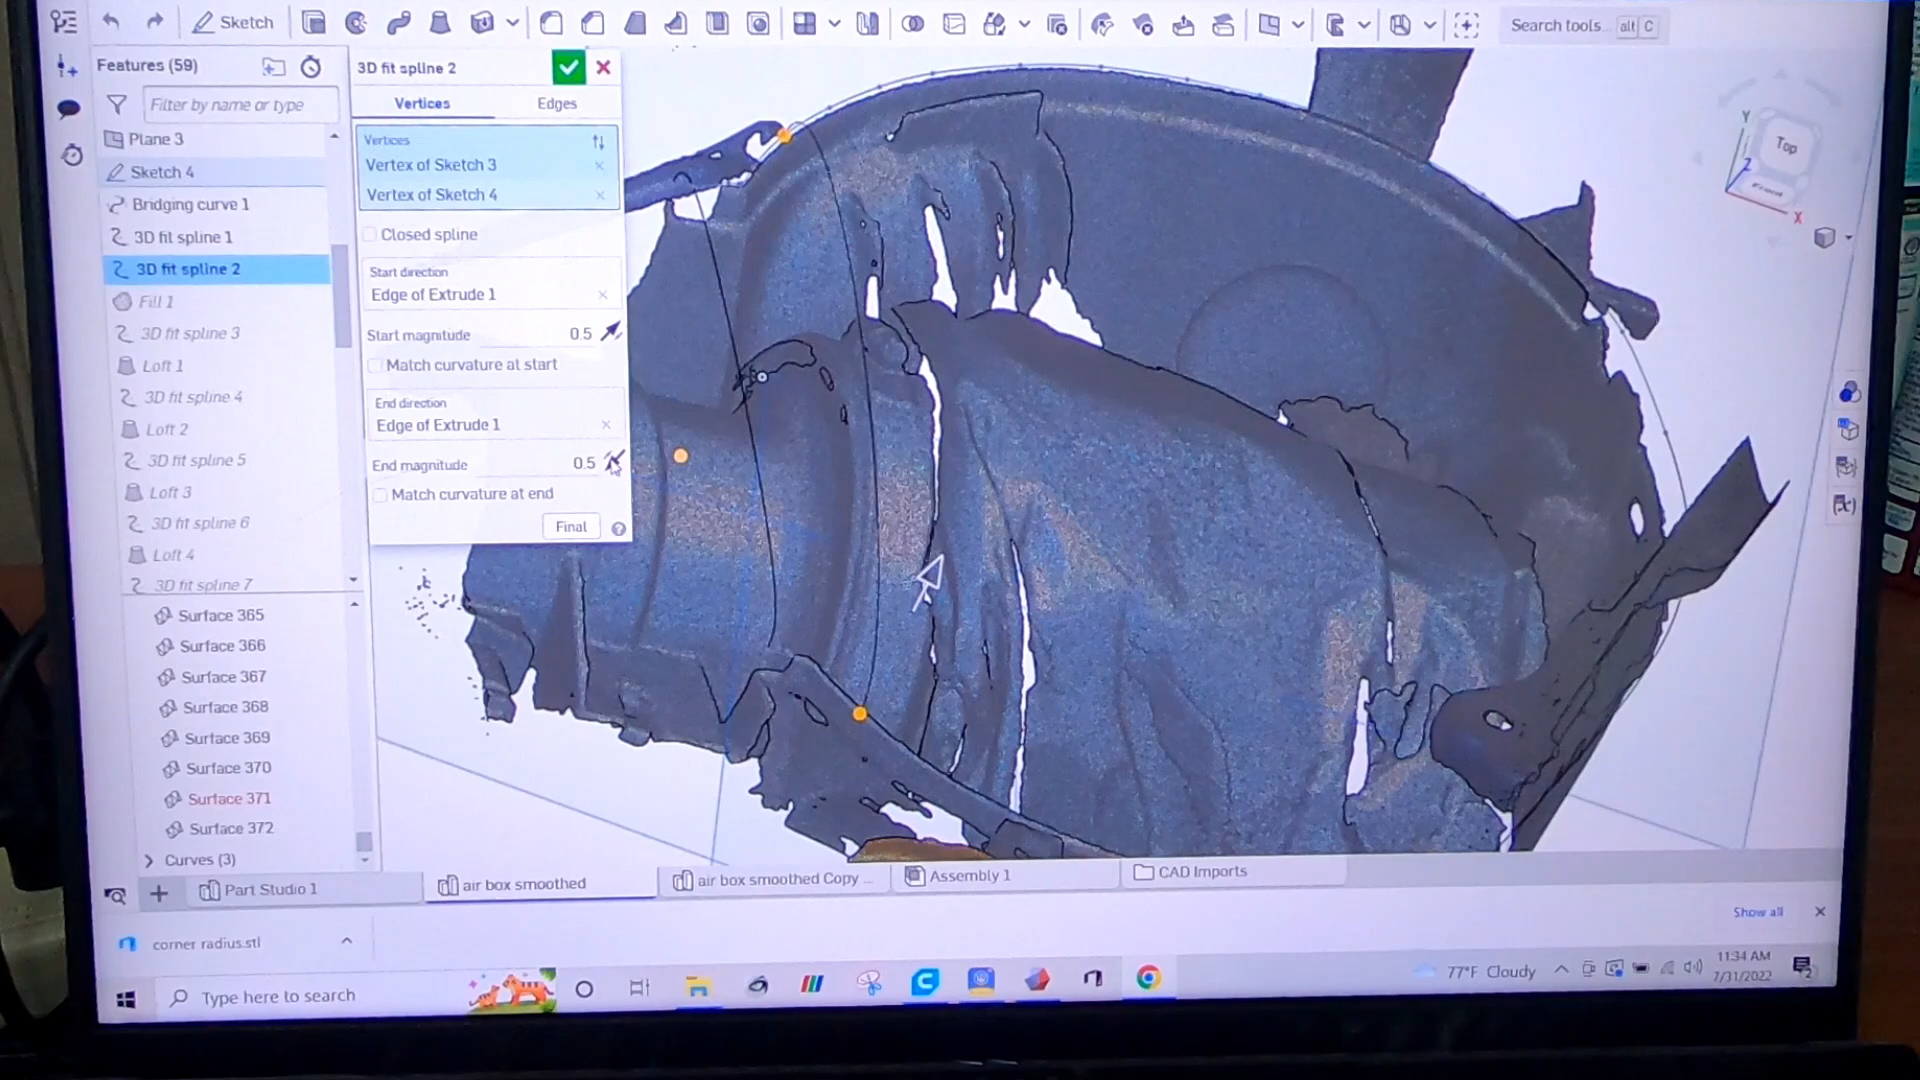 Sketch
Search tools... alt C
Features (59)
Filter by name or type
Plane 3
Sketch 4
Bridging curve 1
3D fit spline 1
3D fit spline 2
Fill 1
3D fit spline 3
Loft 1
3D fit spline 4
Loft 2
3D fit spline 5
Loft 3
3D fit spline 6
Loft 4
3D fit spline 7
Surface 365
Surface 366
Surface 367
Surface 368
Surface 369
Surface 370
Surface 371
Surface 372
Curves (3)
3D fit spline 2
Vertices Edges
Vertices
Vertex of Sketch 3
Vertex of Sketch 4
Closed spline
Start direction
Edge of Extrude 1
Start magnitude 0.5
Match curvature at start
End direction
Edge of Extrude 1
End magnitude 0.5
Match curvature at end
Final
Y
Top
Z
Front
X
(x)
Part Studio 1 air box smoothed air box smoothed Copy ... Assembly 1 CAD Imports
Show all
corner radius.stl
Type here to search
77°F Cloudy
11:34 AM
7/31/2022
2